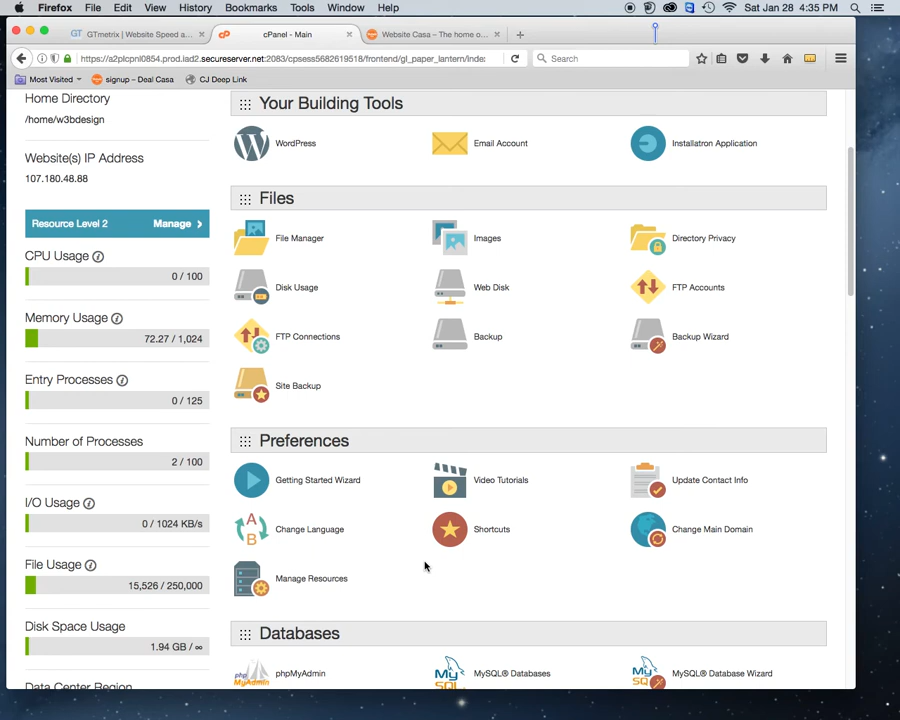 Firefox File Edit View History Bookmarks Tools Window Help Sat Jan 28 4:35 PM
GTmetrix | Website Speed a... × cPanel - Main × Website Casa – The home o... × +
https://a2plcpnl0854.prod.iad2.secureserver.net:2083/cpsess5682619518/frontend/gl_paper_lantern/inde: Search
Most Visited signup – Deal Casa CJ Deep Link
Home Directory
/home/w3bdesign
Website(s) IP Address
107.180.48.88
Resource Level 2 Manage
CPU Usage
0 / 100
Memory Usage
72.27 / 1,024
Entry Processes
0 / 125
Number of Processes
2 / 100
I/O Usage
0 / 1024 KB/s
File Usage
15,526 / 250,000
Disk Space Usage
1.94 GB / ∞
Data Center Region
Your Building Tools
WordPress Email Account Installatron Application
Files
File Manager Images Directory Privacy
Disk Usage Web Disk FTP Accounts
FTP Connections Backup Backup Wizard
Site Backup
Preferences
Getting Started Wizard Video Tutorials Update Contact Info
Change Language Shortcuts Change Main Domain
Manage Resources
Databases
phpMyAdmin MySQL® Databases MySQL® Database Wizard